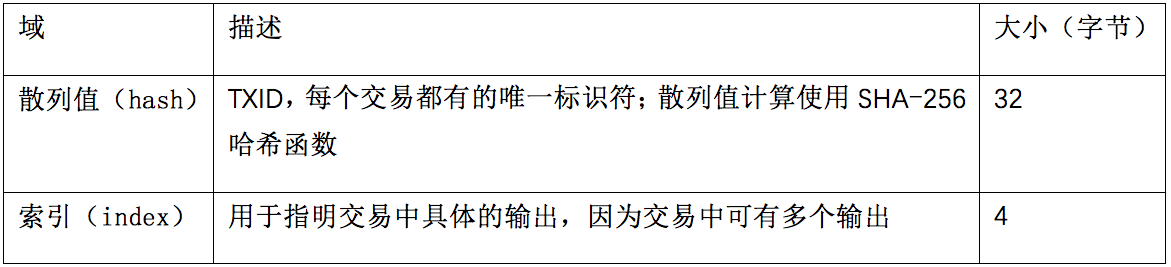 域 描述 大小（字节）
散列值（hash） TXID，每个交易都有的唯一标识符；散列值计算使用 SHA-256 32
哈希函数
索引（index） 用于指明交易中具体的输出，因为交易中可有多个输出 4